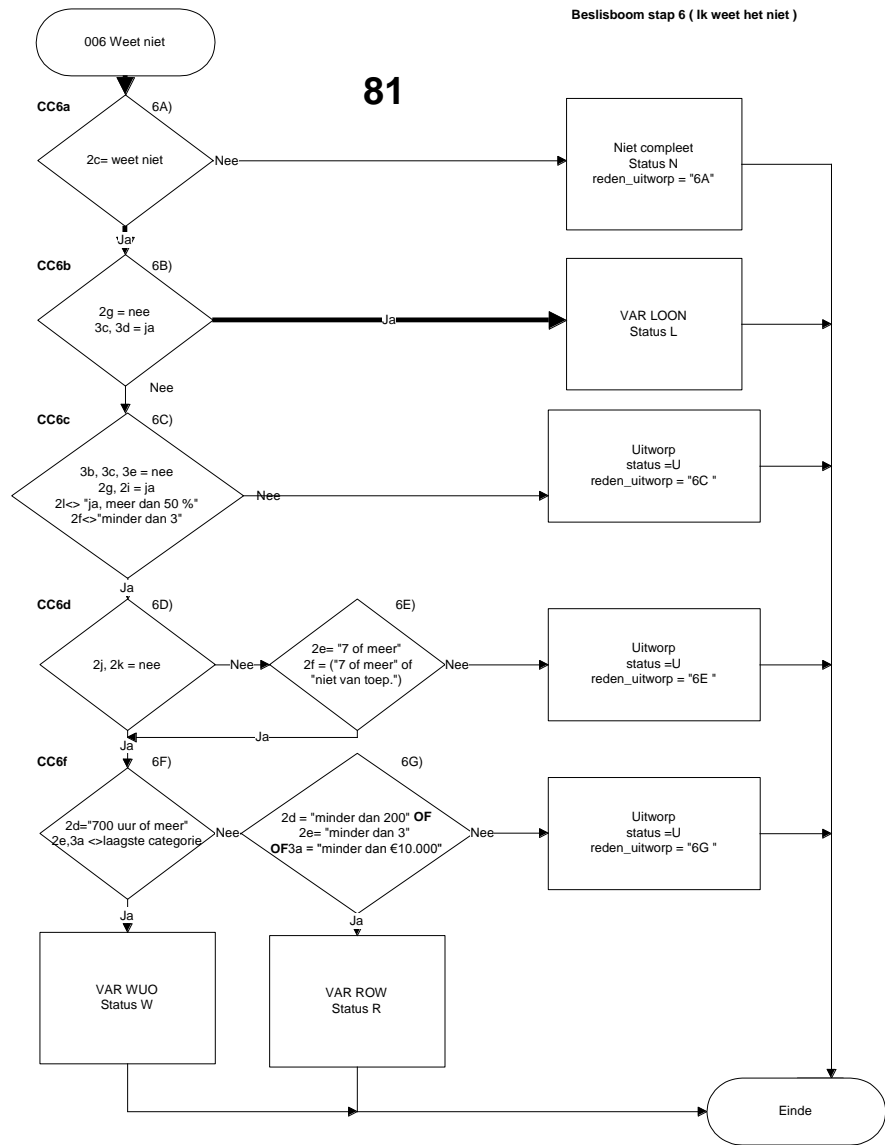 Beslisboom stap 6 ( Ik weet het niet )
006 Weet niet
81
CC6a
6A)
2c= weet niet
Nee
Niet compleet
Status N
reden_uitworp = "6A"
Ja
CC6b
6B)
2g = nee
3c, 3d = ja
Ja
VAR LOON
Status L
Nee
CC6c
6C)
3b, 3c, 3e = nee
2g, 2i = ja
2l<> "ja, meer dan 50 %"
2f<>"minder dan 3"
Nee
Uitworp
status =U
reden_uitworp = "6C "
Ja
CC6d
6D)
2j, 2k = nee
Nee
6E)
2e= "7 of meer"
2f = ("7 of meer" of
"niet van toep.")
Nee
Uitworp
status =U
reden_uitworp = "6E "
Ja
Ja
CC6f
6F)
2d="700 uur of meer"
2e,3a <>laagste categorie
Nee
6G)
2d = "minder dan 200" OF
2e= "minder dan 3"
OF3a = "minder dan €10.000"
Nee
Uitworp
status =U
reden_uitworp = "6G "
Ja
Ja
VAR WUO
Status W
VAR ROW
Status R
Einde